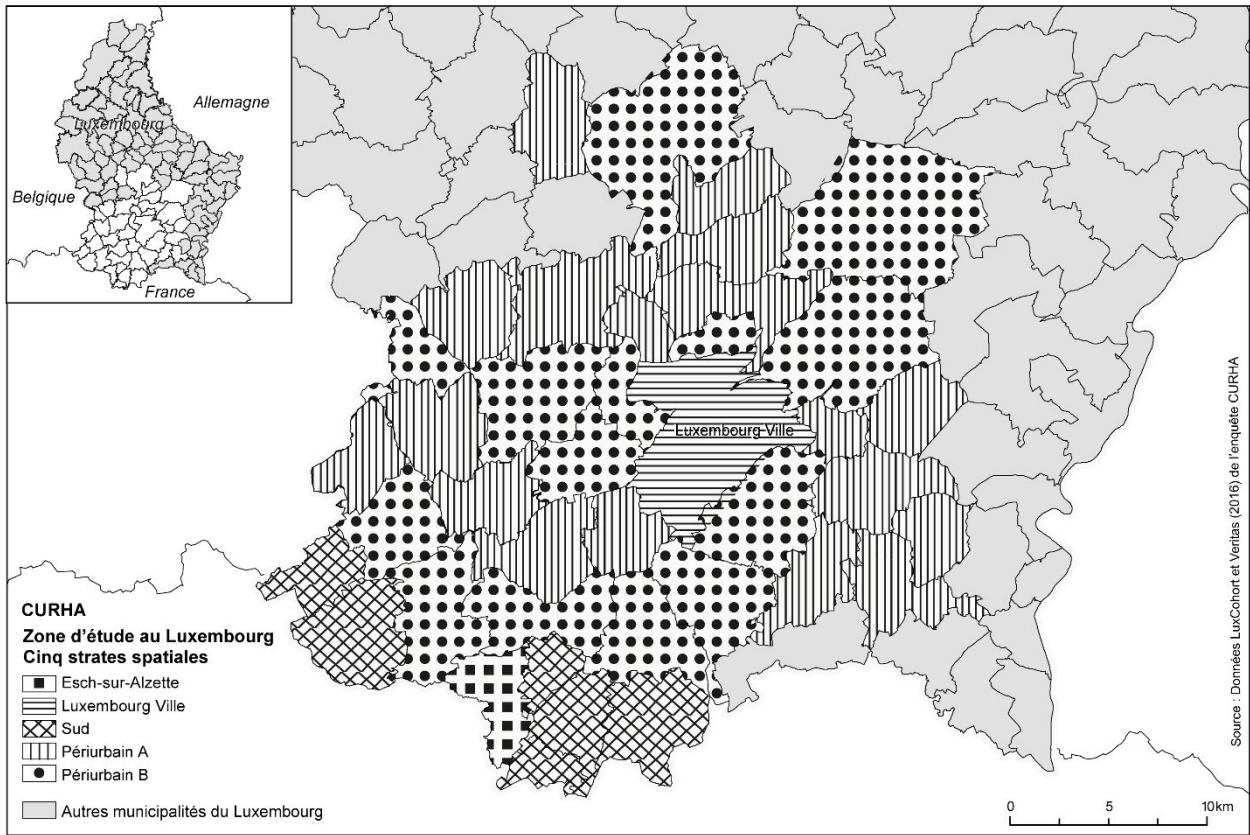 Allemagne
Luxembourg
Belgique
France
Luxembourg Ville
CURHA
Zone d'étude au Luxembourg
Cinq strates spatiales
Esch-sur-Alzette
Luxembourg Ville
Sud
Périurbain A
Périurbain B
Autres municipalités du Luxembourg
0 5 10km
Source : Données LuxCohort et Veritas (2016) de l'enquête CURHA